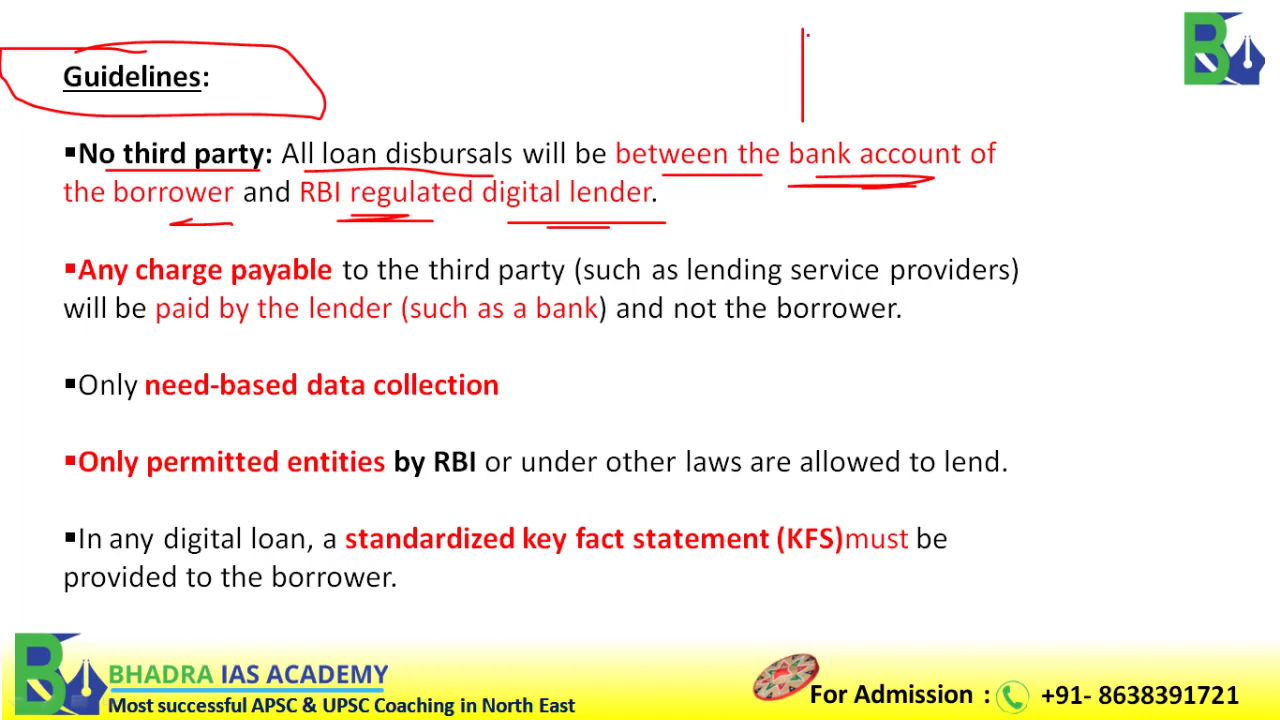 Guidelines:
▪No third party: All loan disbursals will be between the bank account of
the borrower and RBI regulated digital lender.
▪Any charge payable to the third party (such as lending service providers)
will be paid by the lender (such as a bank) and not the borrower.
▪Only need-based data collection
▪Only permitted entities by RBI or under other laws are allowed to lend.
▪In any digital loan, a standardized key fact statement (KFS)must be
provided to the borrower.
BHADRA IAS ACADEMY
Most successful APSC & UPSC Coaching in North East
For Admission : +91- 8638391721